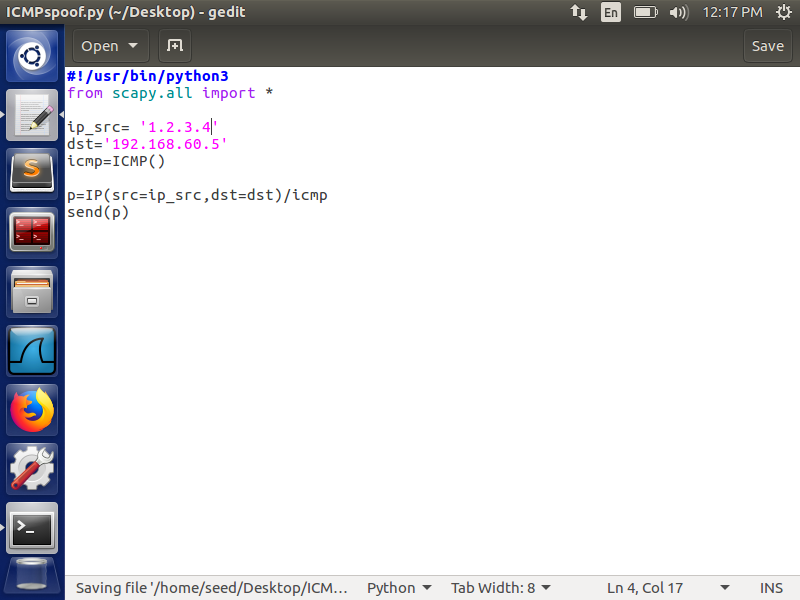 ICMPspoof.py (~/Desktop) - gedit
En
12:17 PM
Open
Save
#!/usr/bin/python3
from scapy.all import *
ip_src= '1.2.3.4'
dst='192.168.60.5'
icmp=ICMP()
p=IP(src=ip_src,dst=dst)/icmp
send(p)
Saving file '/home/seed/Desktop/ICM…
Python
Tab Width: 8
Ln 4, Col 17
INS